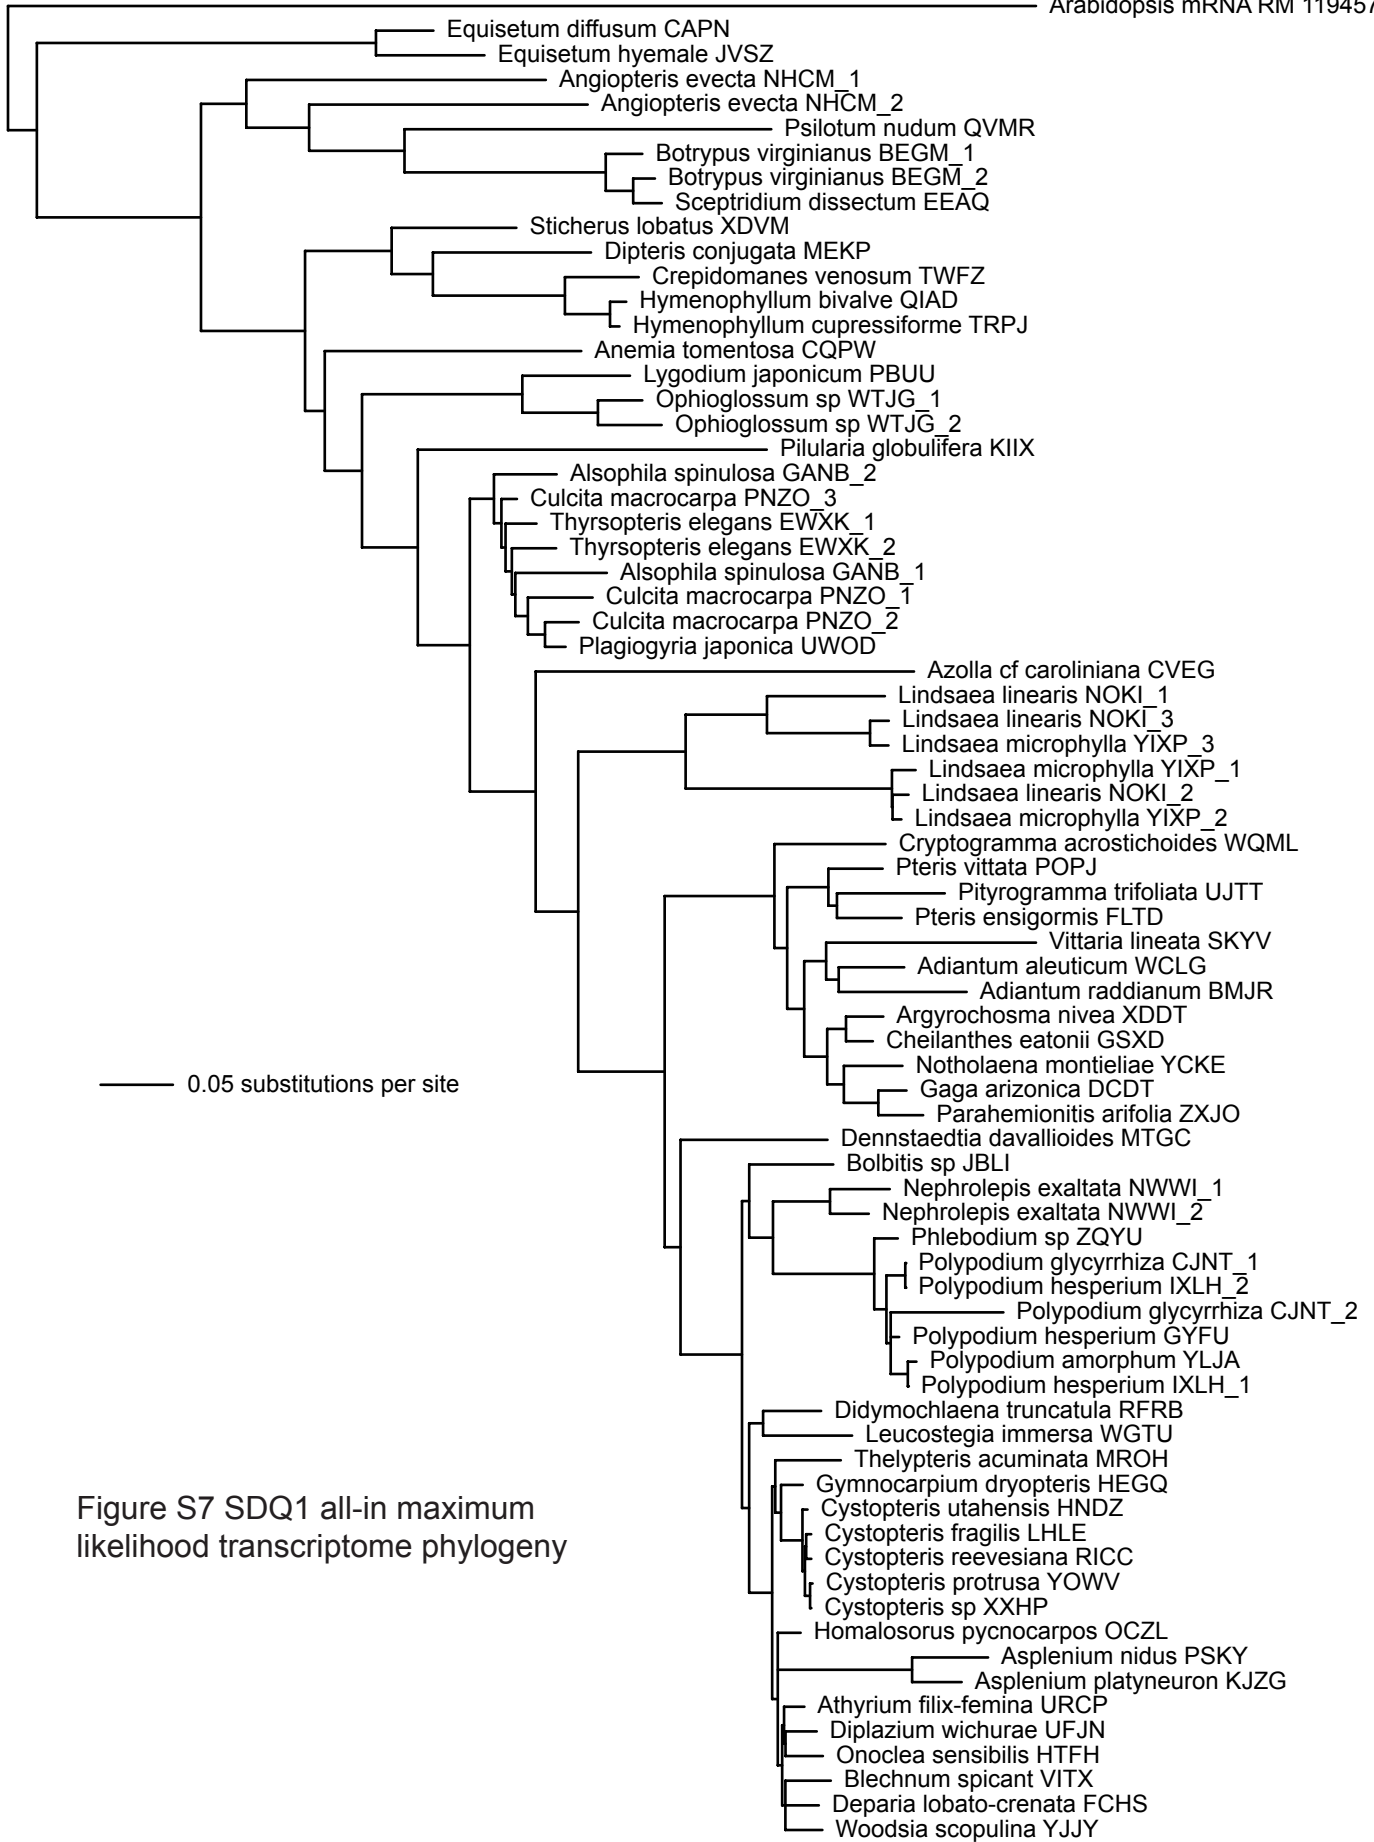 Arabidopsis mRNA RM 119457
Equisetum diffusum CAPN
Equisetum hyemale JVSZ
Angiopteris evecta NHCM_1
Angiopteris evecta NHCM_2
Psilotum nudum QVMR
Botrypus virginianus BEGM_1
Botrypus virginianus BEGM_2
Sceptridium dissectum EEAQ
Sticherus lobatus XDVM
Dipteris conjugata MEKP
Crepidomanes venosum TWFZ
Hymenophyllum bivalve QIAD
Hymenophyllum cupressiforme TRPJ
Anemia tomentosa CQPW
Lygodium japonicum PBUU
Ophioglossum sp WTJG_1
Ophioglossum sp WTJG_2
Pilularia globulifera KIIX
Alsophila spinulosa GANB_2
Culcita macrocarpa PNZO_3
Thyrsopteris elegans EWXK_1
Thyrsopteris elegans EWXK_2
Alsophila spinulosa GANB_1
Culcita macrocarpa PNZO_1
Culcita macrocarpa PNZO_2
Plagiogyria japonica UWOD
Azolla cf caroliniana CVEG
Lindsaea linearis NOKI_1
Lindsaea linearis NOKI_3
Lindsaea microphylla YIXP_3
Lindsaea microphylla YIXP_1
Lindsaea linearis NOKI_2
Lindsaea microphylla YIXP_2
Cryptogramma acrostichoides WQML
Pteris vittata POPJ
Pityrogramma trifoliata UJTT
Pteris ensigormis FLTD
Vittaria lineata SKYV
Adiantum aleuticum WCLG
Adiantum raddianum BMJR
Argyrochosma nivea XDDT
Cheilanthes eatonii GSXD
Notholaena montieliae YCKE
0.05 substitutions per site
Gaga arizonica DCDT
Parahemionitis arifolia ZXJO
Dennstaedtia davallioides MTGC
Bolbitis sp JBLI
Nephrolepis exaltata NWWI_1
Nephrolepis exaltata NWWI_2
Phlebodium sp ZQYU
Polypodium glycyrrhiza CJNT_1
Polypodium hesperium IXLH_2
Polypodium glycyrrhiza CJNT_2
Polypodium hesperium GYFU
Polypodium amorphum YLJA
Polypodium hesperium IXLH_1
Didymochlaena truncatula RFRB
Leucostegia immersa WGTU
Thelypteris acuminata MROH
Gymnocarpium dryopteris HEGQ
Cystopteris utahensis HNDZ
Cystopteris fragilis LHLE
Cystopteris reevesiana RICC
Cystopteris protrusa YOWV
Cystopteris sp XXHP
Homalosorus pycnocarpos OCZL
Asplenium nidus PSKY
Asplenium platyneuron KJZG
Athyrium filix-femina URCP
Diplazium wichurae UFJN
Onoclea sensibilis HTFH
Blechnum spicant VITX
Deparia lobato-crenata FCHS
Woodsia scopulina YJJY
Figure S7 SDQ1 all-in maximum
likelihood transcriptome phylogeny